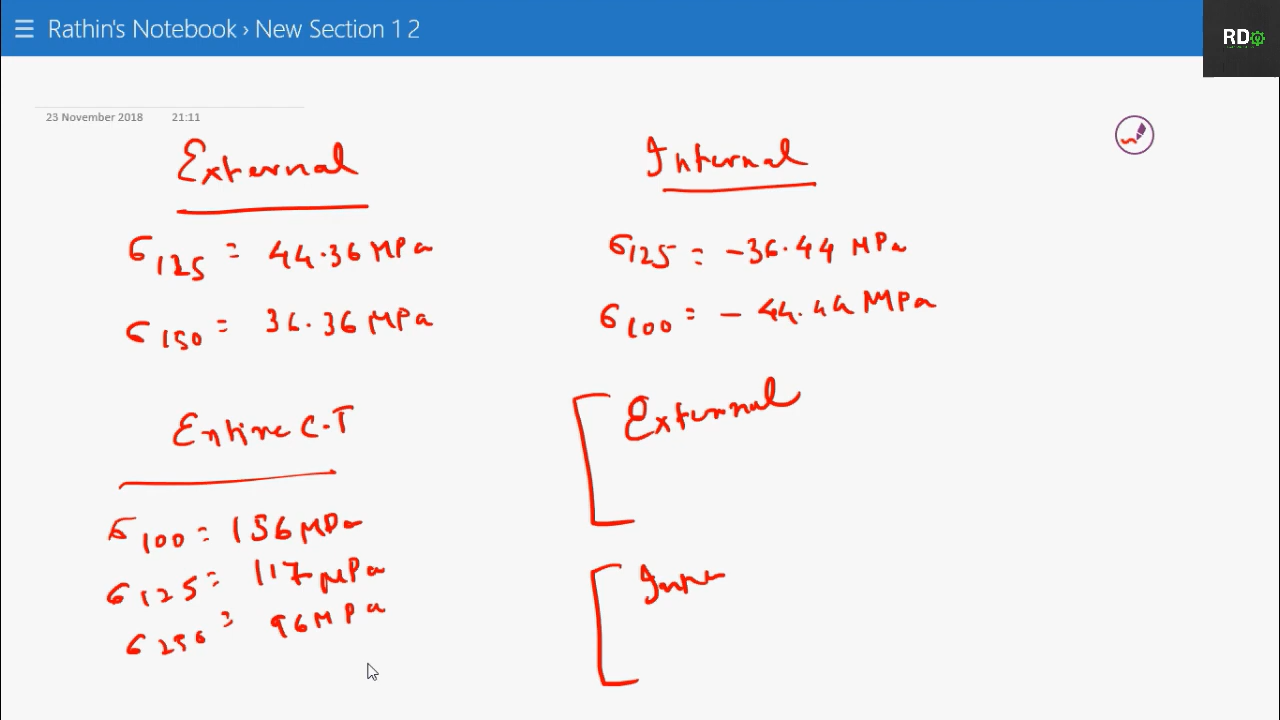 Rathin's Notebook › New Section 1 2
RD
23 November 2018 21:11
External
σ125 = 44.36 MPa
σ150 = 36.36 MPa
Internal
σ125 = -36.44 MPa
σ100 = - 44.44 MPa
Entire C.T
σ100 = 156 MPa
σ125 = 117 MPa
σ250 = 96 MPa
External
Inte